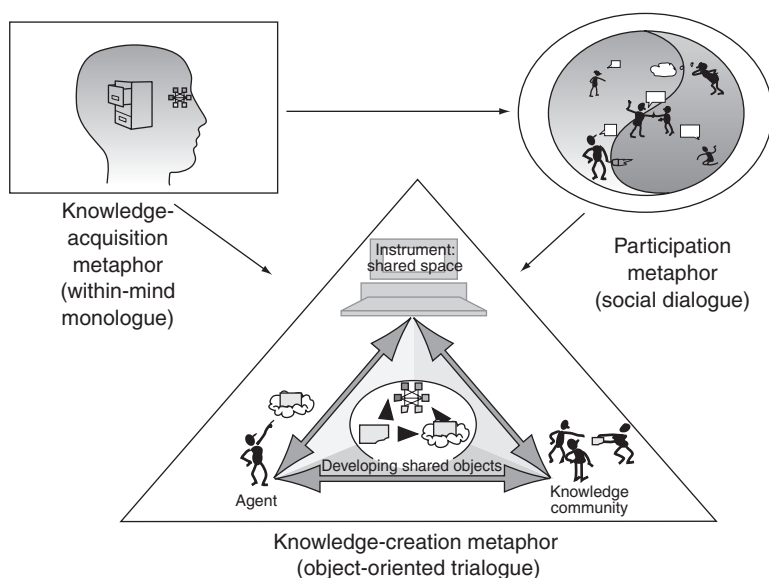 Knowledge-
acquisition
metaphor
(within-mind
monologue)
Participation
metaphor
(social dialogue)
Instrument:
shared space
Developing shared objects
Agent
Knowledge
community
Knowledge-creation metaphor
(object-oriented trialogue)